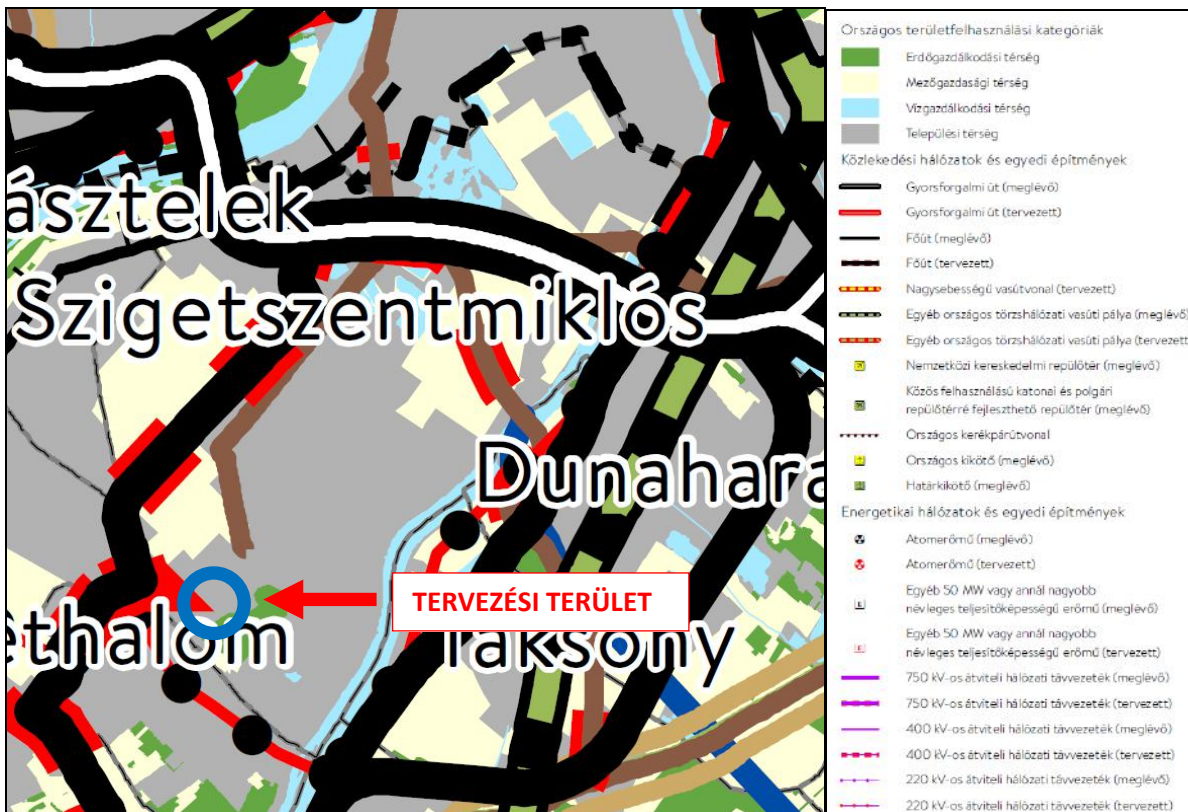 ásztelek
Szigetszentmiklós
Dunahara
TERVEZÉSI TERÜLET
éthalom
Taksony
Országos területfelhasználási kategóriák
Erdőgazdálkodási térség
Mezőgazdasági térség
Vízgazdálkodási térség
Települési térség
Közlekedési hálózatok és egyedi építmények
Gyorsforgalmi út (meglévő)
Gyorsforgalmi út (tervezett)
Főút (meglévő)
Főút (tervezett)
Nagysebességű vasútvonal (tervezett)
Egyéb országos törzshálózati vasúti pálya (meglévő)
Egyéb országos törzshálózati vasúti pálya (tervezett
Nemzetközi kereskedelmi repülőtér (meglévő)
Közös felhasználású katonai és polgári
repülőtérré fejleszthető repülőtér (meglévő)
Országos kerékpárútvonal
Országos kikötő (meglévő)
Határkikötő (meglévő)
Energetikai hálózatok és egyedi építmények
Atomerőmű (meglévő)
Atomerőmű (tervezett)
Egyéb 50 MW vagy annál nagyobb
névleges teljesítőképességű erőmű (meglévő)
Egyéb 50 MW vagy annál nagyobb
névleges teljesítőképességű erőmű (tervezett)
750 kV-os átviteli hálózati távvezeték (meglévő)
750 kV-os átviteli hálózati távvezeték (tervezett)
400 kV-os átviteli hálózati távvezeték (meglévő)
400 kV-os átviteli hálózati távvezeték (tervezett)
220 kV-os átviteli hálózati távvezeték (meglévő)
220 kV-os átviteli hálózati távvezeték (tervezett)